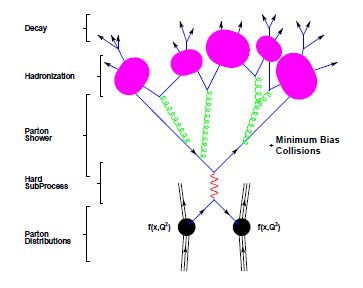 Decay
Hadronization
Parton
Shower
+ Minimum Bias
Collisions
Hard
SubProcess
Parton
Distributions
f(x,Q²)
f(x,Q²)